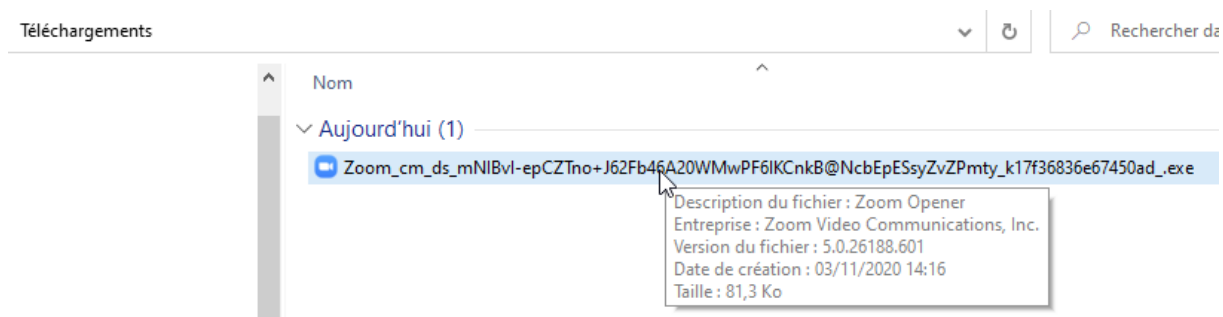 Téléchargements
Rechercher da
Nom
Aujourd'hui (1)
Zoom_cm_ds_mNlBvI-epCZTno+J62Fb46A20WMwPF6lKCnkB@NcbEpESsyZvZPmty_k17f36836e67450ad_.exe
Description du fichier : Zoom Opener
Entreprise : Zoom Video Communications, Inc.
Version du fichier : 5.0.26188.601
Date de création : 03/11/2020 14:16
Taille : 81,3 Ko